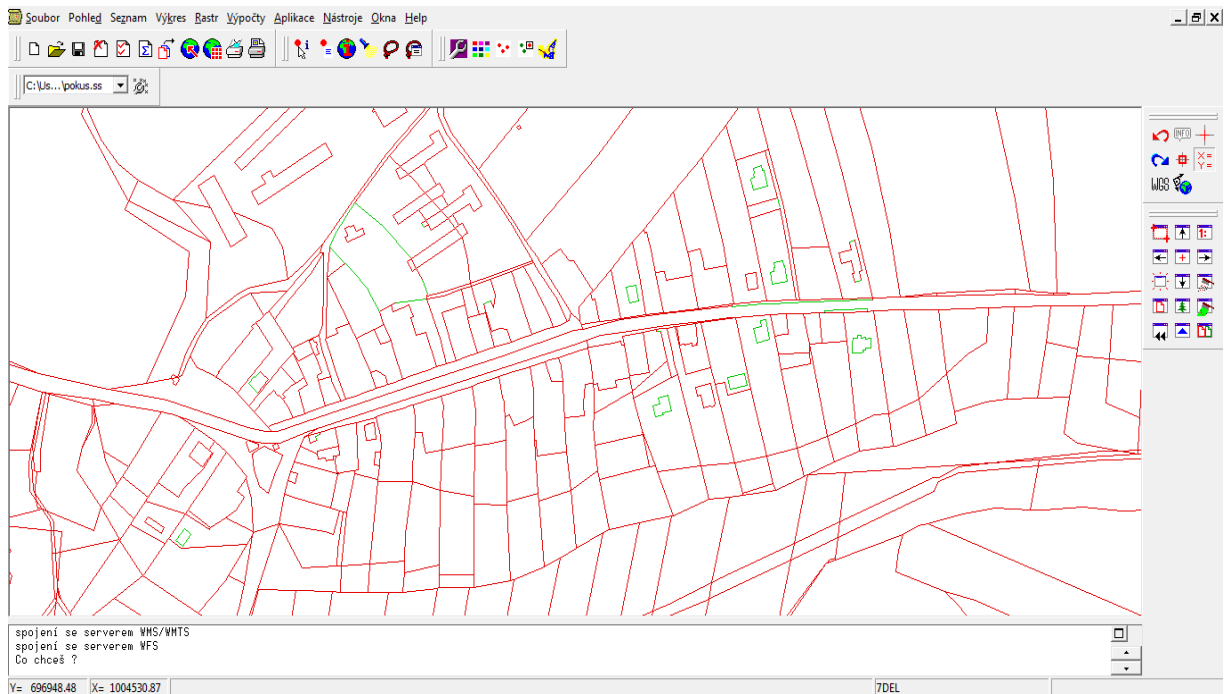 Soubor Pohled Seznam Výkres Rastr Výpočty Aplikace Nástroje Okna Help
C:\Us...\pokus.ss
INFO
X=
Y=
WGS
1:
spojení se serverem WMS/WMTS
spojení se serverem WFS
Co chceš ?
Y= 696948.48 X= 1004530.87 7DEL